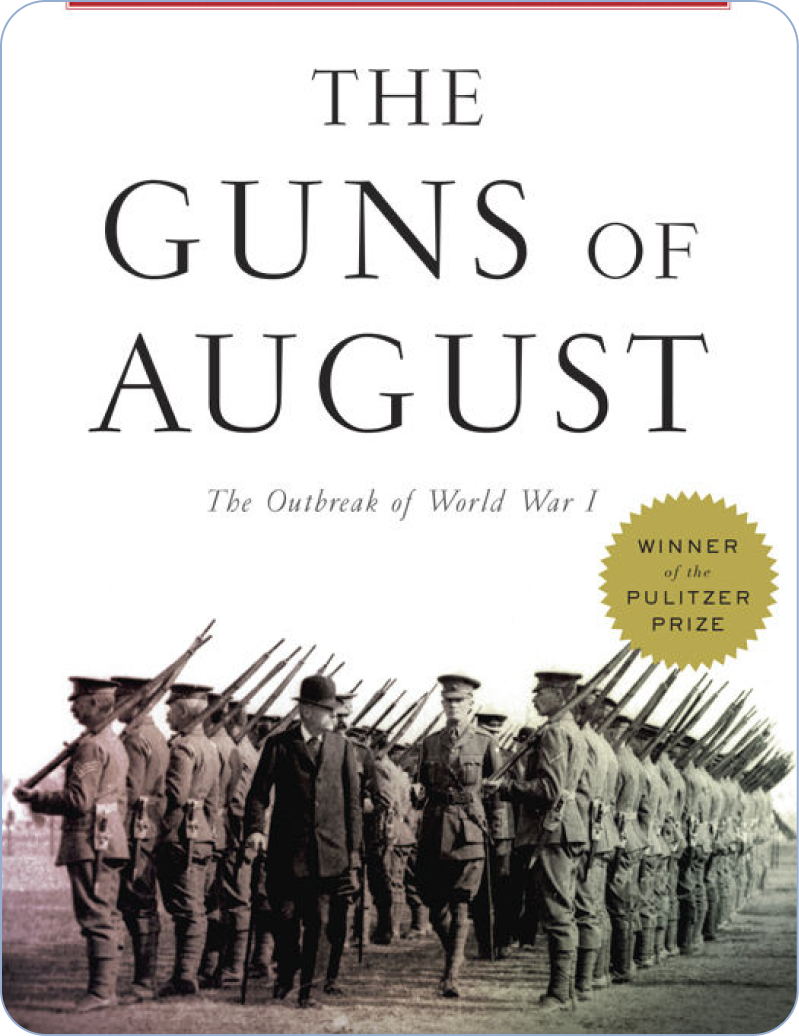 THE
GUNS OF
AUGUST
The Outbreak of World War I
WINNER
of the
PULITZER
PRIZE